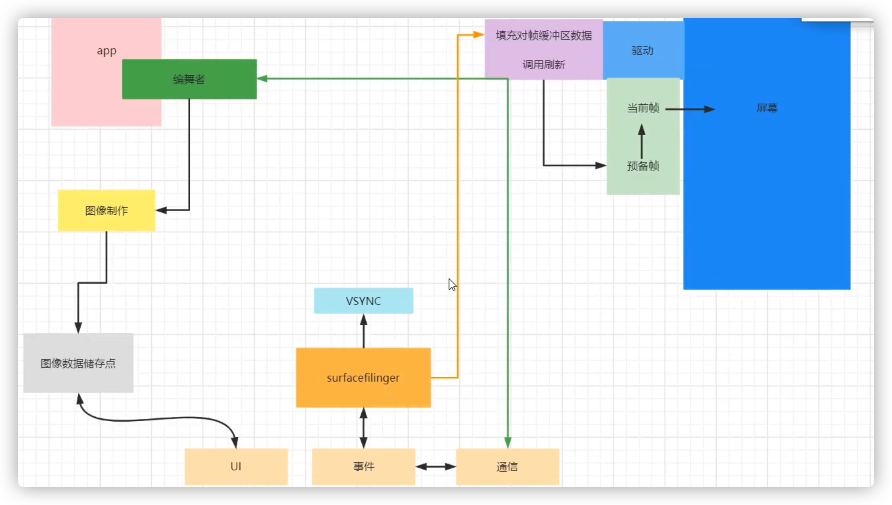 app
编舞者
填充对帧缓冲区数据
调用刷新
驱动
当前帧
屏幕
预备帧
图像制作
VSYNC
图像数据储存点
surfacefilinger
UI
事件
通信